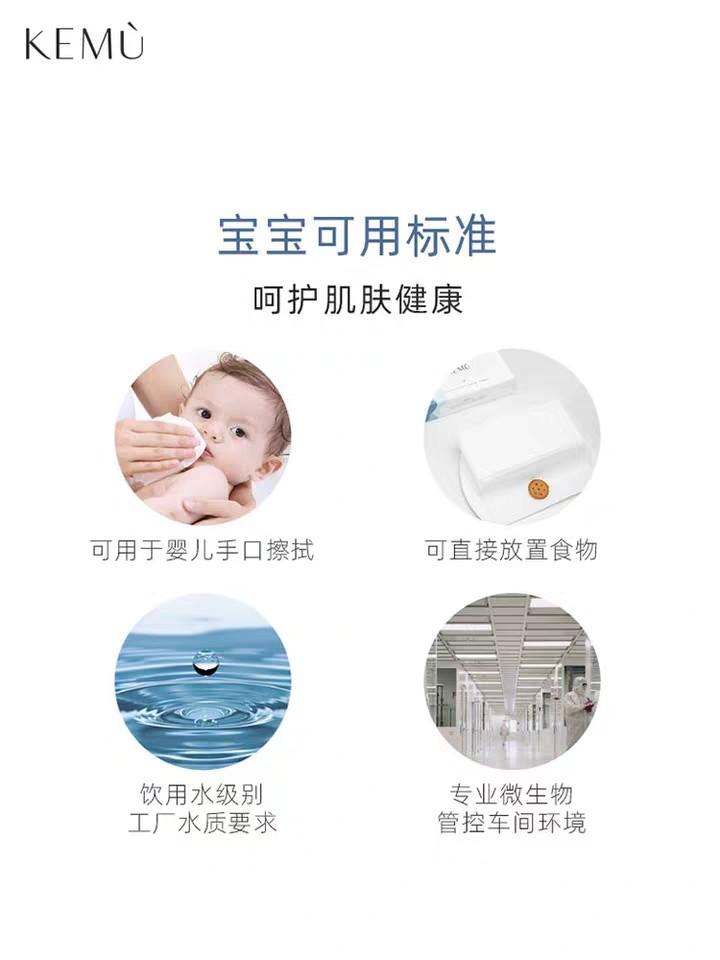 KEMÙ
宝宝可用标准
呵护肌肤健康
KEMÙ
可用于婴儿手口擦拭
可直接放置食物
饮用水级别
工厂水质要求
专业微生物
管控车间环境